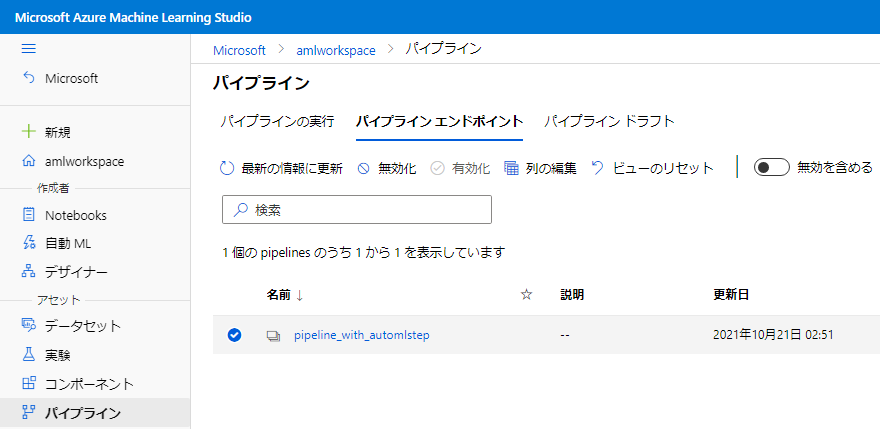 Microsoft Azure Machine Learning Studio
Microsoft
新規
amlworkspace
作成者
Notebooks
自動 ML
デザイナー
アセット
データセット
実験
コンポーネント
パイプライン
Microsoft > amlworkspace > パイプライン
パイプライン
パイプラインの実行 パイプライン エンドポイント パイプライン ドラフト
最新の情報に更新 無効化 有効化 列の編集 ビューのリセット 無効を含める
検索
1 個の pipelines のうち 1 から 1 を表示しています
名前 ↓ 説明 更新日
pipeline_with_automlstep -- 2021年10月21日 02:51